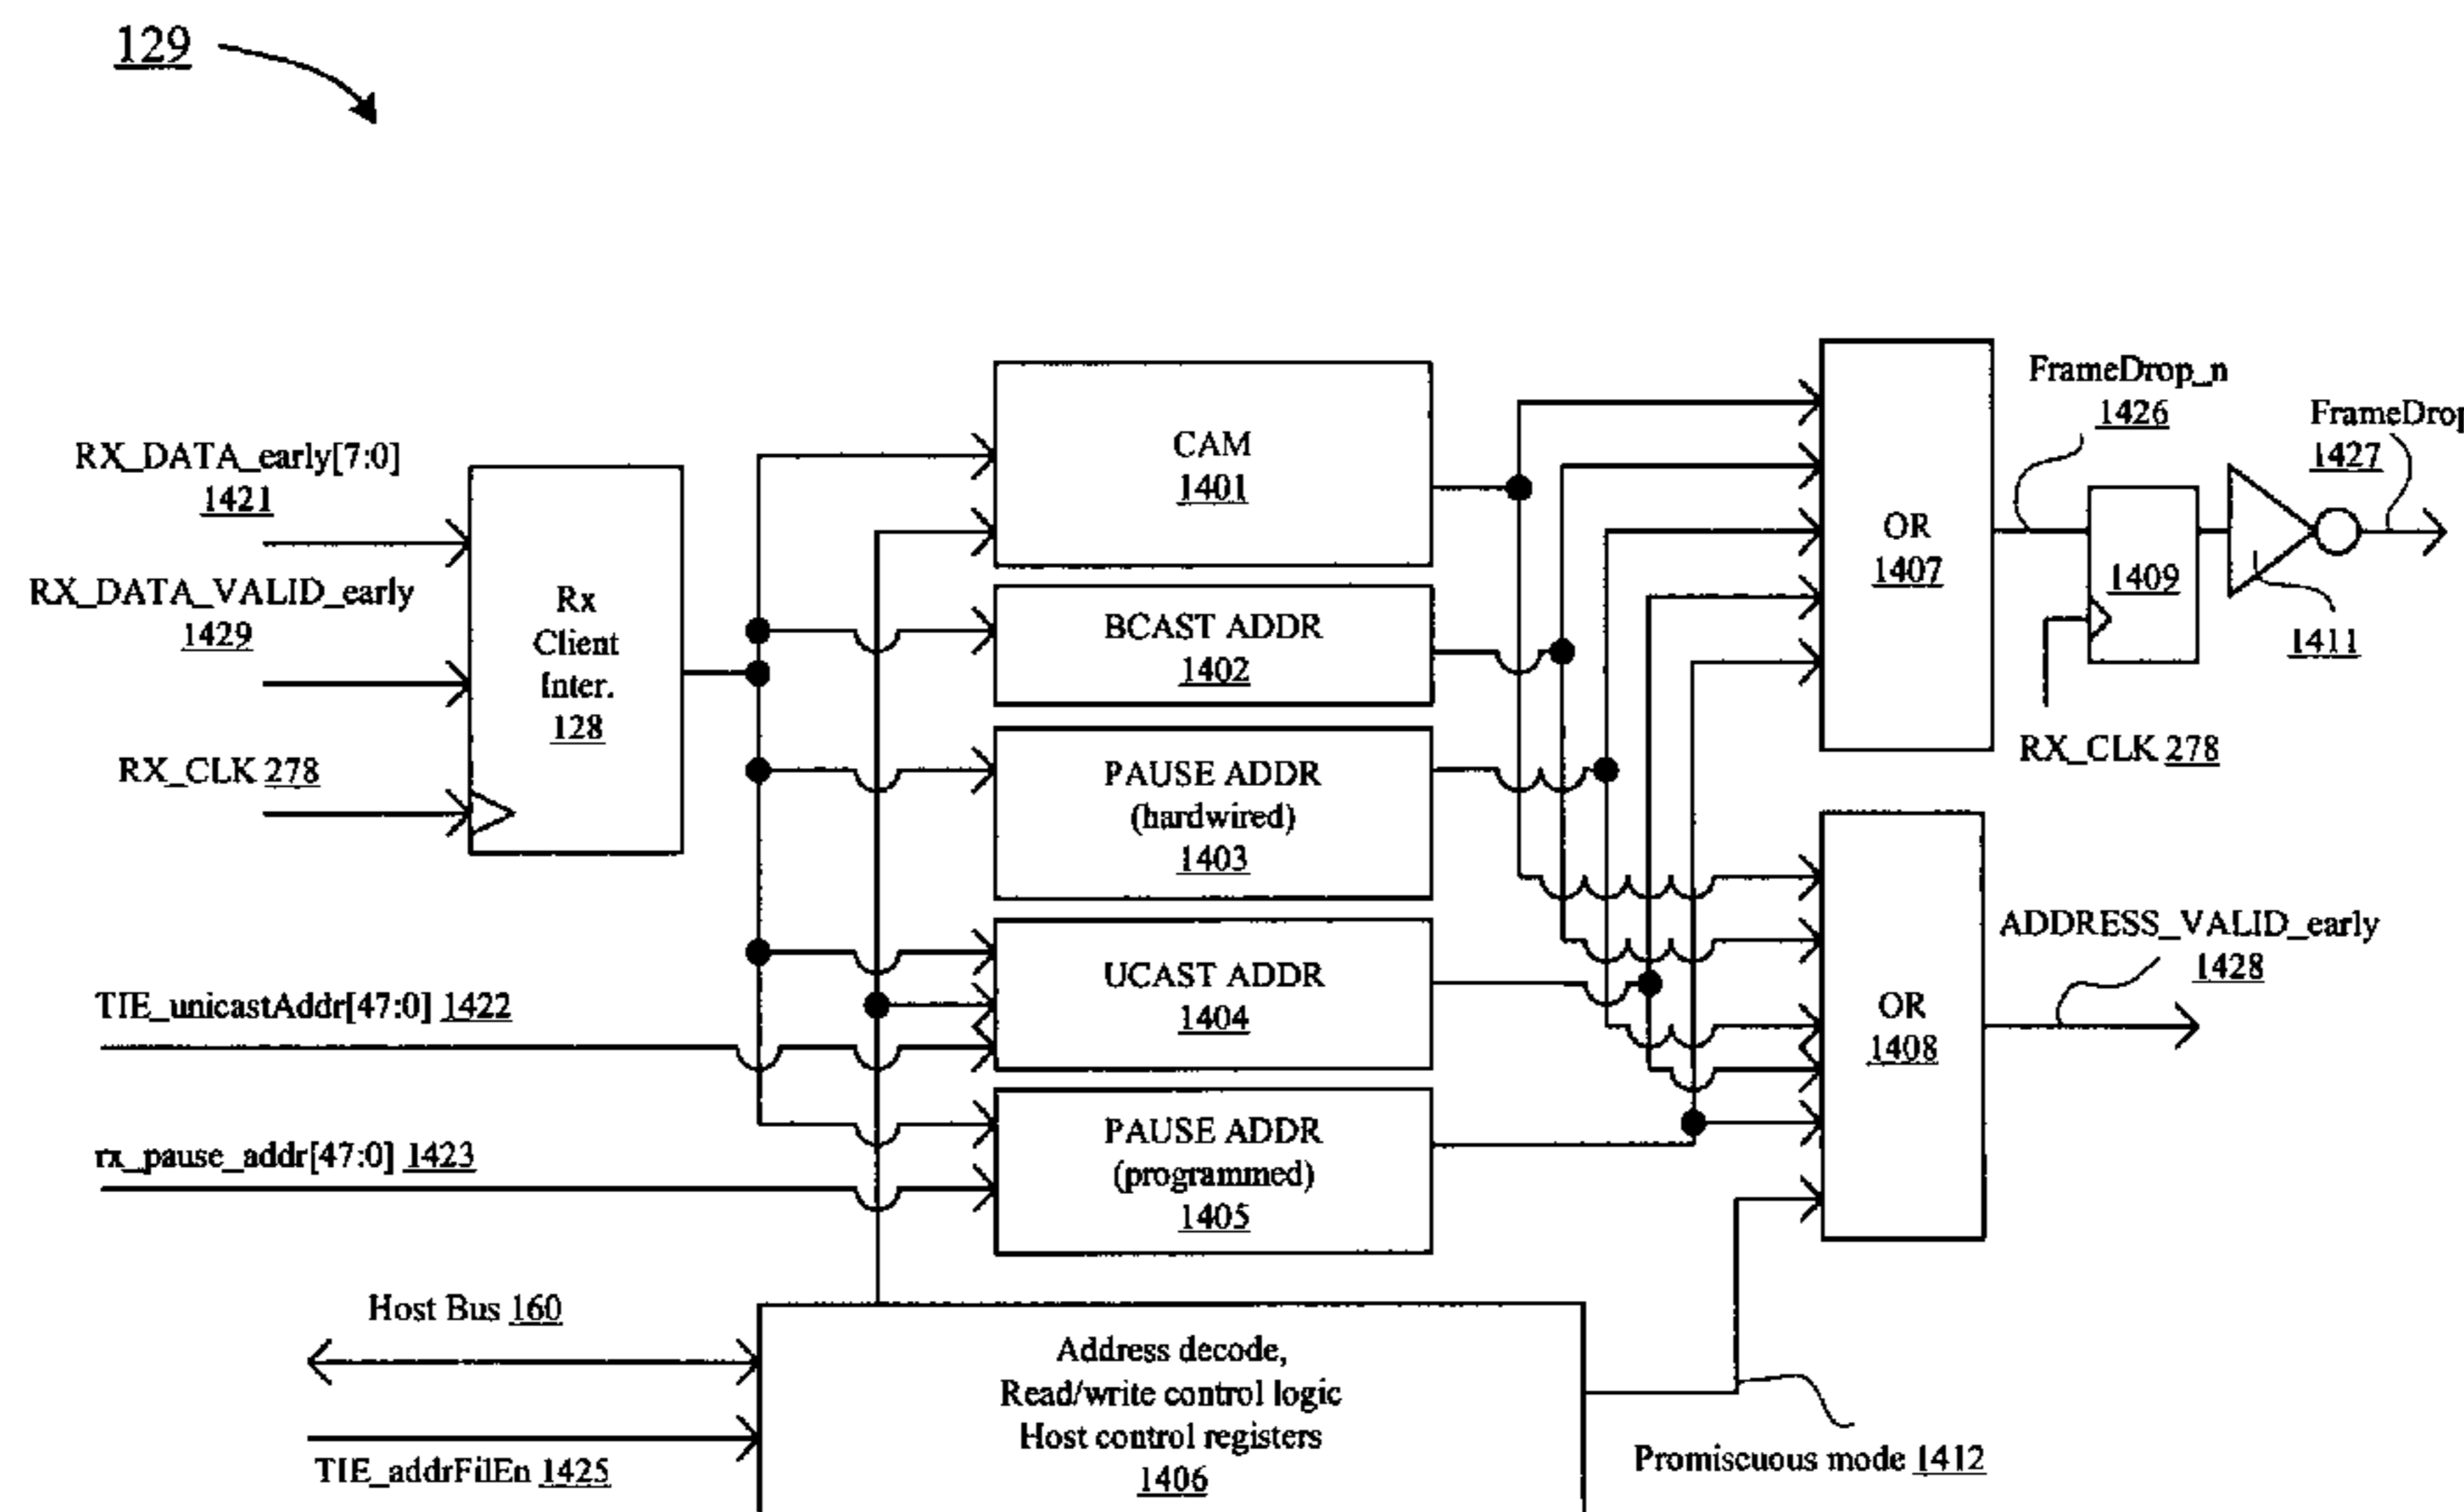 129
RX_DATA_early[7:0]
1421
RX_DATA_VALID_early
1429
RX_CLK 278
Rx
Client
Inter.
128
CAM
1401
BCAST ADDR
1402
PAUSE ADDR
(hardwired)
1403
UCAST ADDR
1404
PAUSE ADDR
(programmed)
1405
TIE_unicastAddr[47:0] 1422
rx_pause_addr[47:0] 1423
Host Bus 160
TIE_addrFilEn 1425
Address decode,
Read/write control logic
Host control registers
1406
OR
1407
FrameDrop_n
1426
FrameDrop
1427
1409
1411
RX_CLK 278
OR
1408
ADDRESS_VALID_early
1428
Promiscuous mode 1412